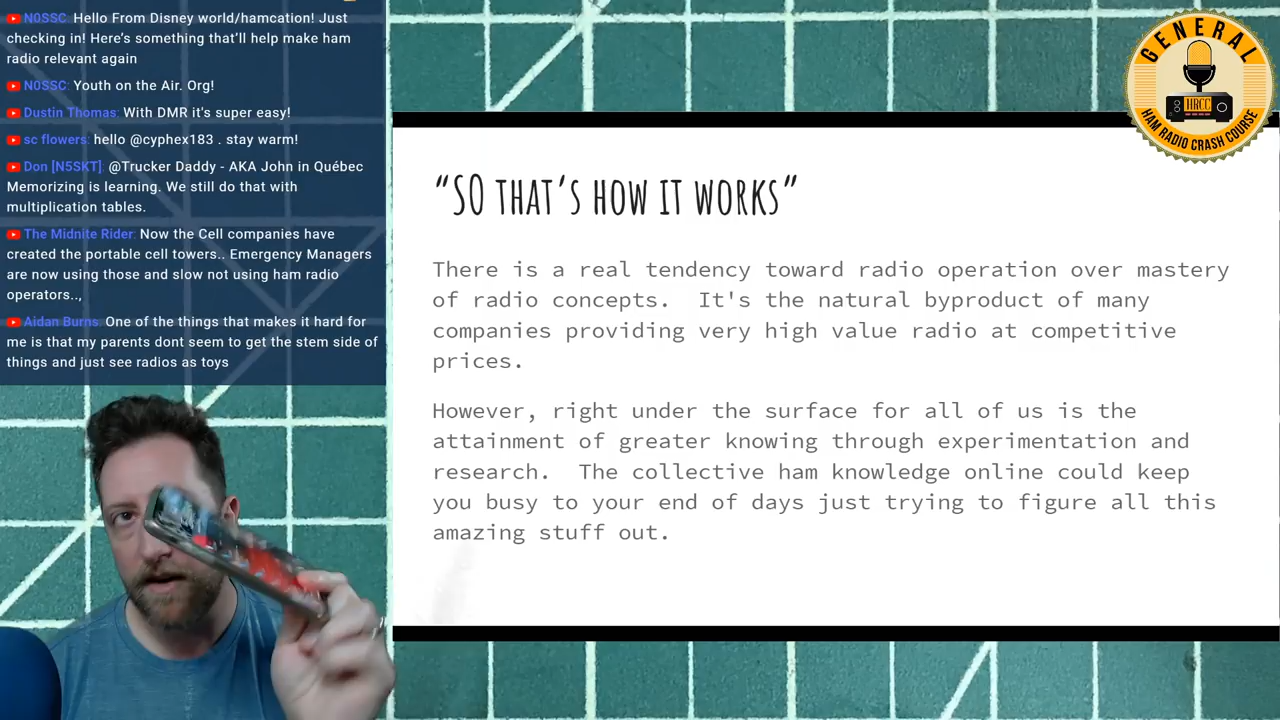 N0SSC: Hello From Disney world/hamcation! Just
checking in! Here's something that'll help make ham
radio relevant again
N0SSC: Youth on the Air. Org!
Dustin Thomas: With DMR it's super easy!
sc flowers: hello @cyphex183 . stay warm!
Don [N5SKT]: @Trucker Daddy - AKA John in Québec
Memorizing is learning. We still do that with
multiplication tables.
The Midnite Rider: Now the Cell companies have
created the portable cell towers.. Emergency Managers
are now using those and slow not using ham radio
operators..,
Aidan Burns: One of the things that makes it hard for
me is that my parents dont seem to get the stem side of
things and just see radios as toys
GENERAL
HRCC
HAM RADIO CRASH COURSE
“SO THAT’S HOW IT WORKS”
There is a real tendency toward radio operation over mastery
of radio concepts.  It's the natural byproduct of many
companies providing very high value radio at competitive
prices.
However, right under the surface for all of us is the
attainment of greater knowing through experimentation and
research.  The collective ham knowledge online could keep
you busy to your end of days just trying to figure all this
amazing stuff out.